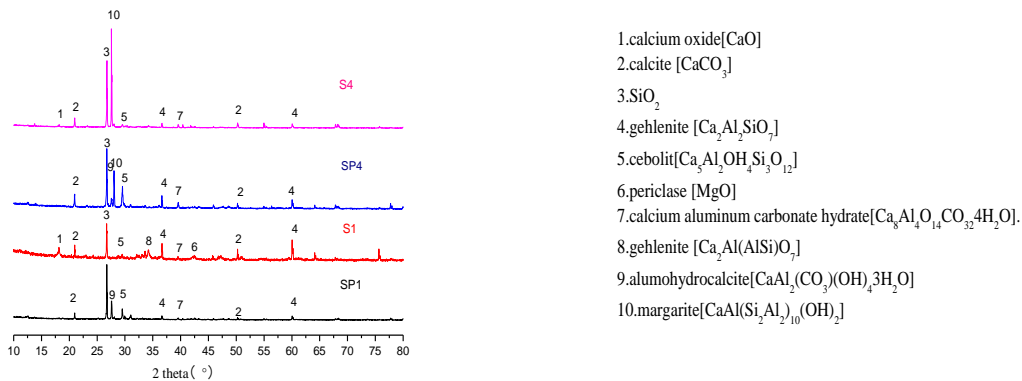 10
3
S4
1
2
5
4
7
2
4
3
9
10
SP4
2
5
4
7
2
4
3
S1
1
2
5
8
4
7
6
2
4
SP1
2
9
5
4
7
2
4
10 15 20 25 30 35 40 45 50 55 60 65 70 75 80
2 theta( °)
1.calcium oxide[CaO]
2.calcite [CaCO3]
3.SiO2
4.gehlenite [Ca2Al2SiO7]
5.cebolit[Ca5Al2OH4Si3O12]
6.periclase [MgO]
7.calcium aluminum carbonate hydrate[Ca8Al4O14CO324H2O].
8.gehlenite [Ca2Al(AlSi)O7]
9.alumohydrocalcite[CaAl2(CO3)(OH)43H2O]
10.margarite[CaAl(Si2Al2)10(OH)2]